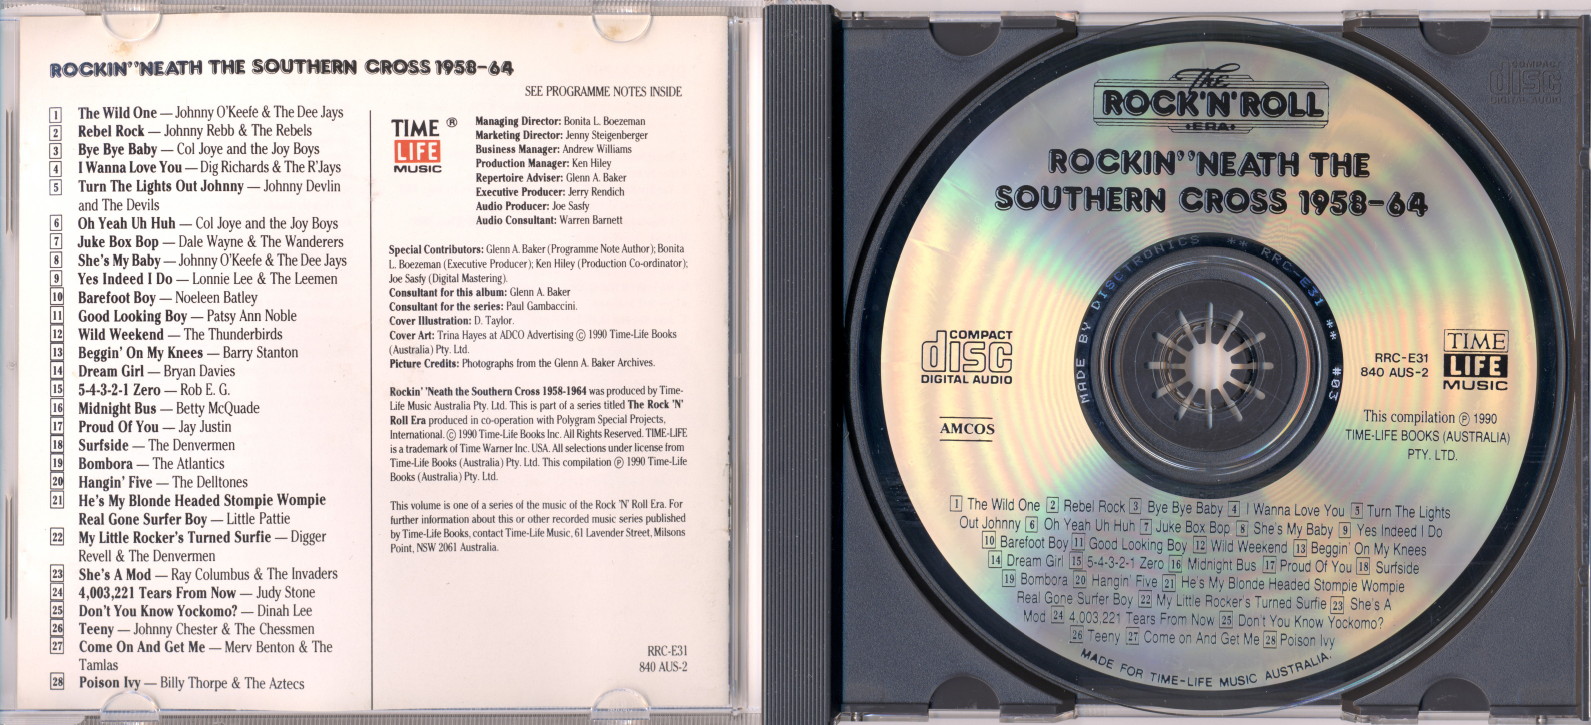 ROCKIN''NEATH THE SOUTHERN CROSS 1958-64
SEE PROGRAMME NOTES INSIDE
1 The Wild One — Johnny O'Keefe & The Dee Jays
2 Rebel Rock — Johnny Rebb & The Rebels
3 Bye Bye Baby — Col Joye and the Joy Boys
4 I Wanna Love You — Dig Richards & The R'Jays
5 Turn The Lights Out Johnny — Johnny Devlin
and The Devils
6 Oh Yeah Uh Huh — Col Joye and the Joy Boys
7 Juke Box Bop — Dale Wayne & The Wanderers
8 She's My Baby — Johnny O'Keefe & The Dee Jays
9 Yes Indeed I Do — Lonnie Lee & The Leemen
10 Barefoot Boy — Noeleen Batley
11 Good Looking Boy — Patsy Ann Noble
12 Wild Weekend — The Thunderbirds
13 Beggin' On My Knees — Barry Stanton
14 Dream Girl — Bryan Davies
15 5-4-3-2-1 Zero — Rob E. G.
16 Midnight Bus — Betty McQuade
17 Proud Of You — Jay Justin
18 Surfside — The Denvermen
19 Bombora — The Atlantics
20 Hangin' Five — The Delltones
21 He's My Blonde Headed Stompie Wompie
Real Gone Surfer Boy — Little Pattie
22 My Little Rocker's Turned Surfie — Digger
Revell & The Denvermen
23 She's A Mod — Ray Columbus & The Invaders
24 4,003,221 Tears From Now — Judy Stone
25 Don't You Know Yockomo? — Dinah Lee
26 Teeny — Johnny Chester & The Chessmen
27 Come On And Get Me — Merv Benton & The
Tamlas
28 Poison Ivy — Billy Thorpe & The Aztecs
TIME ®
LIFE
MUSIC
Managing Director: Bonita L. Boezeman
Marketing Director: Jenny Steigenberger
Business Manager: Andrew Williams
Production Manager: Ken Hiley
Repertoire Adviser: Glenn A. Baker
Executive Producer: Jerry Rendich
Audio Producer: Joe Sasfy
Audio Consultant: Warren Barnett
Special Contributors: Glenn A. Baker (Programme Note Author); Bonita
L. Boezeman (Executive Producer); Ken Hiley (Production Co-ordinator);
Joe Sasfy (Digital Mastering).
Consultant for this album: Glenn A. Baker
Consultant for the series: Paul Gambaccini.
Cover Illustration: D. Taylor.
Cover Art: Trina Hayes at ADCO Advertising © 1990 Time-Life Books
(Australia) Pty. Ltd.
Picture Credits: Photographs from the Glenn A. Baker Archives.
Rockin' 'Neath the Southern Cross 1958-1964 was produced by Time-
Life Music Australia Pty. Ltd. This is part of a series titled The Rock 'N'
Roll Era produced in co-operation with Polygram Special Projects,
International. © 1990 Time-Life Books Inc. All Rights Reserved. TIME-LIFE
is a trademark of Time Warner Inc. USA. All selections under license from
Time-Life Books (Australia) Pty. Ltd. This compilation ℗ 1990 Time-Life
Books (Australia) Pty. Ltd.
This volume is one of a series of the music of the Rock 'N' Roll Era. For
further information about this or other recorded music series published
by Time-Life Books, contact Time-Life Music, 61 Lavender Street, Milsons
Point, NSW 2061 Australia.
RRC-E31
840 AUS-2
COMPACT
disc
DIGITAL AUDIO
The
ROCK'N'ROLL
•ERA•
ROCKIN''NEATH THE
SOUTHERN CROSS 1958-64
MADE BY DISCTRONICS ** RRC-E31 ** #03
COMPACT
disc
DIGITAL AUDIO
AMCOS
RRC-E31
840 AUS-2
TIME
LIFE
MUSIC
This compilation ℗ 1990
TIME-LIFE BOOKS (AUSTRALIA)
PTY. LTD.
1 The Wild One 2 Rebel Rock 3 Bye Bye Baby 4 I Wanna Love You 5 Turn The Lights
Out Johnny 6 Oh Yeah Uh Huh 7 Juke Box Bop 8 She's My Baby 9 Yes Indeed I Do
10 Barefoot Boy 11 Good Looking Boy 12 Wild Weekend 13 Beggin' On My Knees
14 Dream Girl 15 5-4-3-2-1 Zero 16 Midnight Bus 17 Proud Of You 18 Surfside
19 Bombora 20 Hangin' Five 21 He's My Blonde Headed Stompie Wompie
Real Gone Surfer Boy 22 My Little Rocker's Turned Surfie 23 She's A
Mod 24 4,003,221 Tears From Now 25 Don't You Know Yockomo?
26 Teeny 27 Come on And Get Me 28 Poison Ivy
MADE FOR TIME-LIFE MUSIC AUSTRALIA.